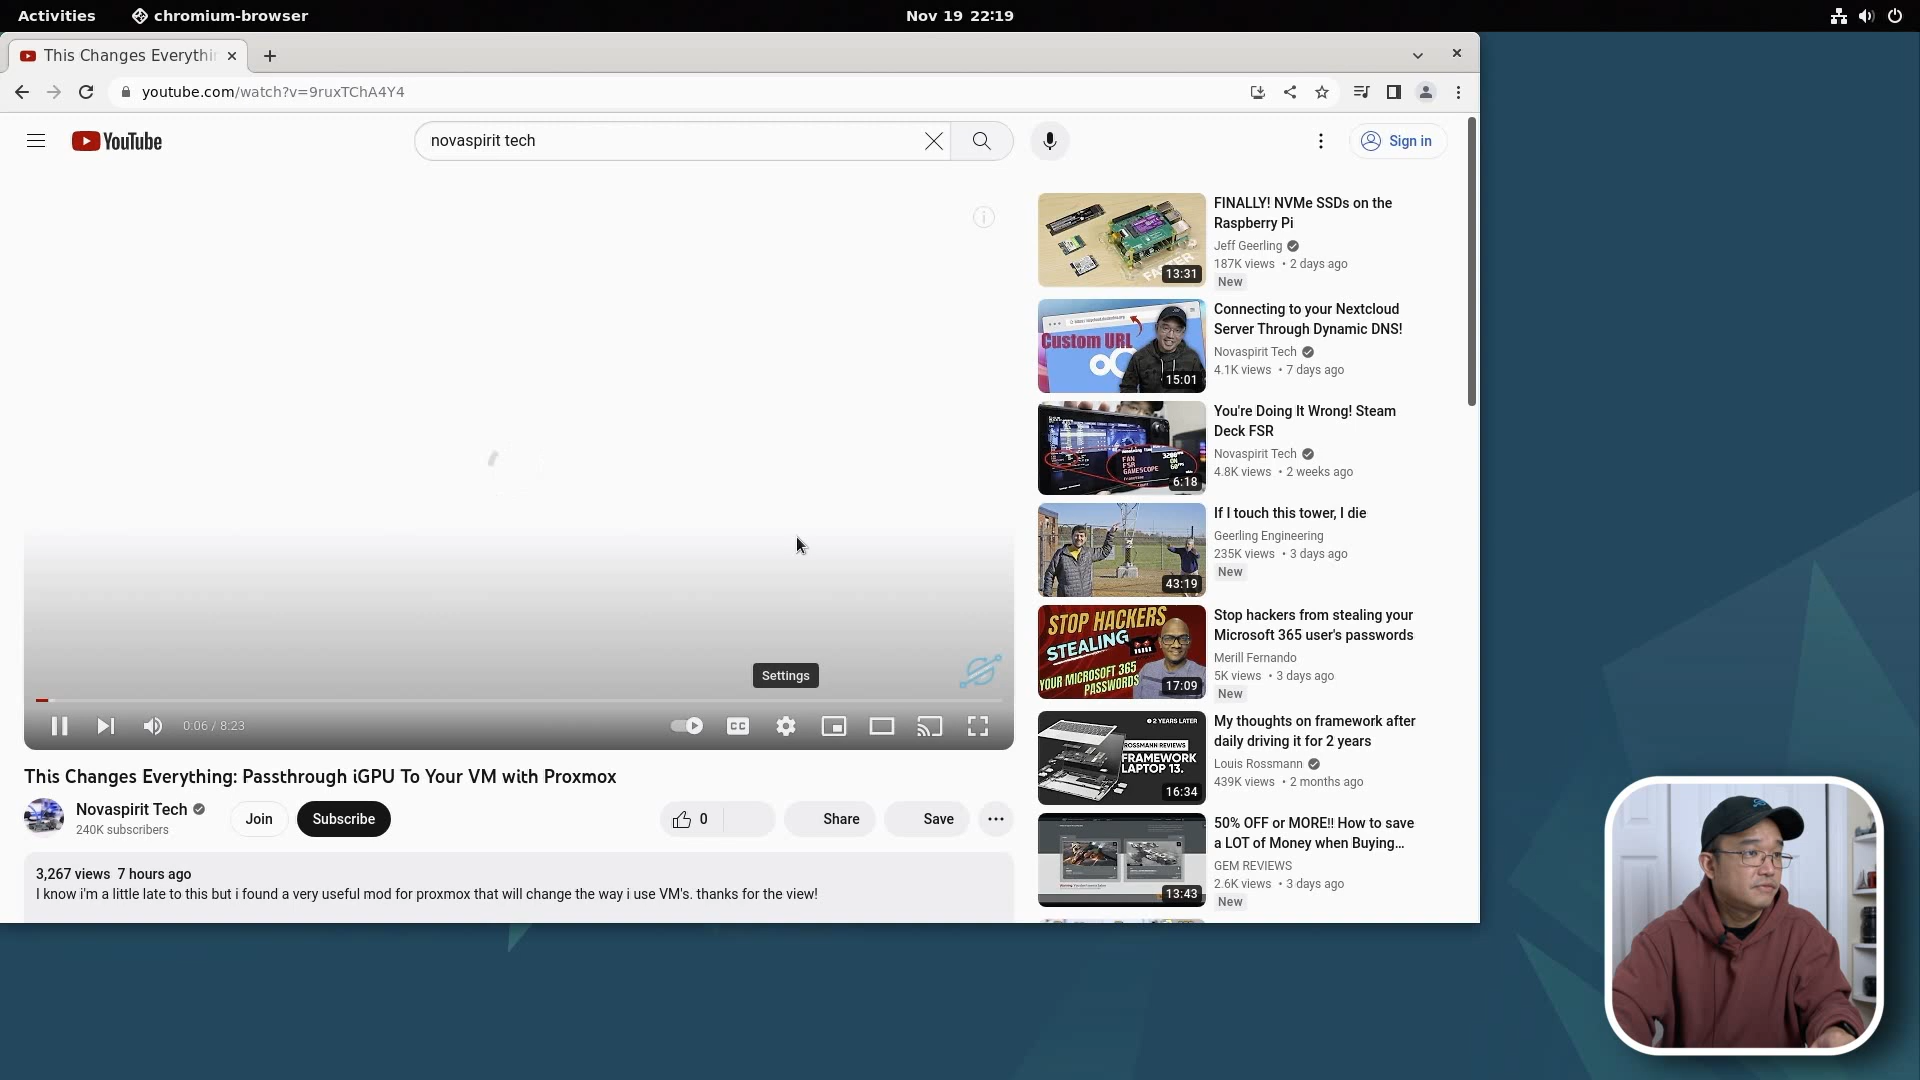 Activities
chromium-browser
Nov 19 22:19
This Changes Everythi
youtube.com/watch?v=9ruxTChA4Y4
YouTube
novaspirit tech
Sign in
FINALLY! NVMe SSDs on the
Raspberry Pi
Jeff Geerling
187K views • 2 days ago
New
FASTER
13:31
Connecting to your Nextcloud
Server Through Dynamic DNS!
Novaspirit Tech
4.1K views • 7 days ago
Custom URL
15:01
You're Doing It Wrong! Steam
Deck FSR
Novaspirit Tech
4.8K views • 2 weeks ago
FAN
FSR
GAMESCOPE
6:18
If I touch this tower, I die
Geerling Engineering
235K views • 3 days ago
New
43:19
Stop hackers from stealing your
Microsoft 365 user's passwords
Merill Fernando
5K views • 3 days ago
New
STOP HACKERS
STEALING
YOUR MICROSOFT 365
PASSWORDS
17:09
My thoughts on framework after
daily driving it for 2 years
Louis Rossmann
439K views • 2 months ago
2 YEARS LATER
ROSSMANN REVIEWS
FRAMEWORK
LAPTOP 13.
16:34
50% OFF or MORE!! How to save
a LOT of Money when Buying…
GEM REVIEWS
2.6K views • 3 days ago
New
13:43
Settings
0:06 / 8:23
CC
This Changes Everything: Passthrough iGPU To Your VM with Proxmox
Novaspirit Tech
240K subscribers
Join
Subscribe
0
Share
Save
3,267 views 7 hours ago
I know i'm a little late to this but i found a very useful mod for proxmox that will change the way i use VM's. thanks for the view!